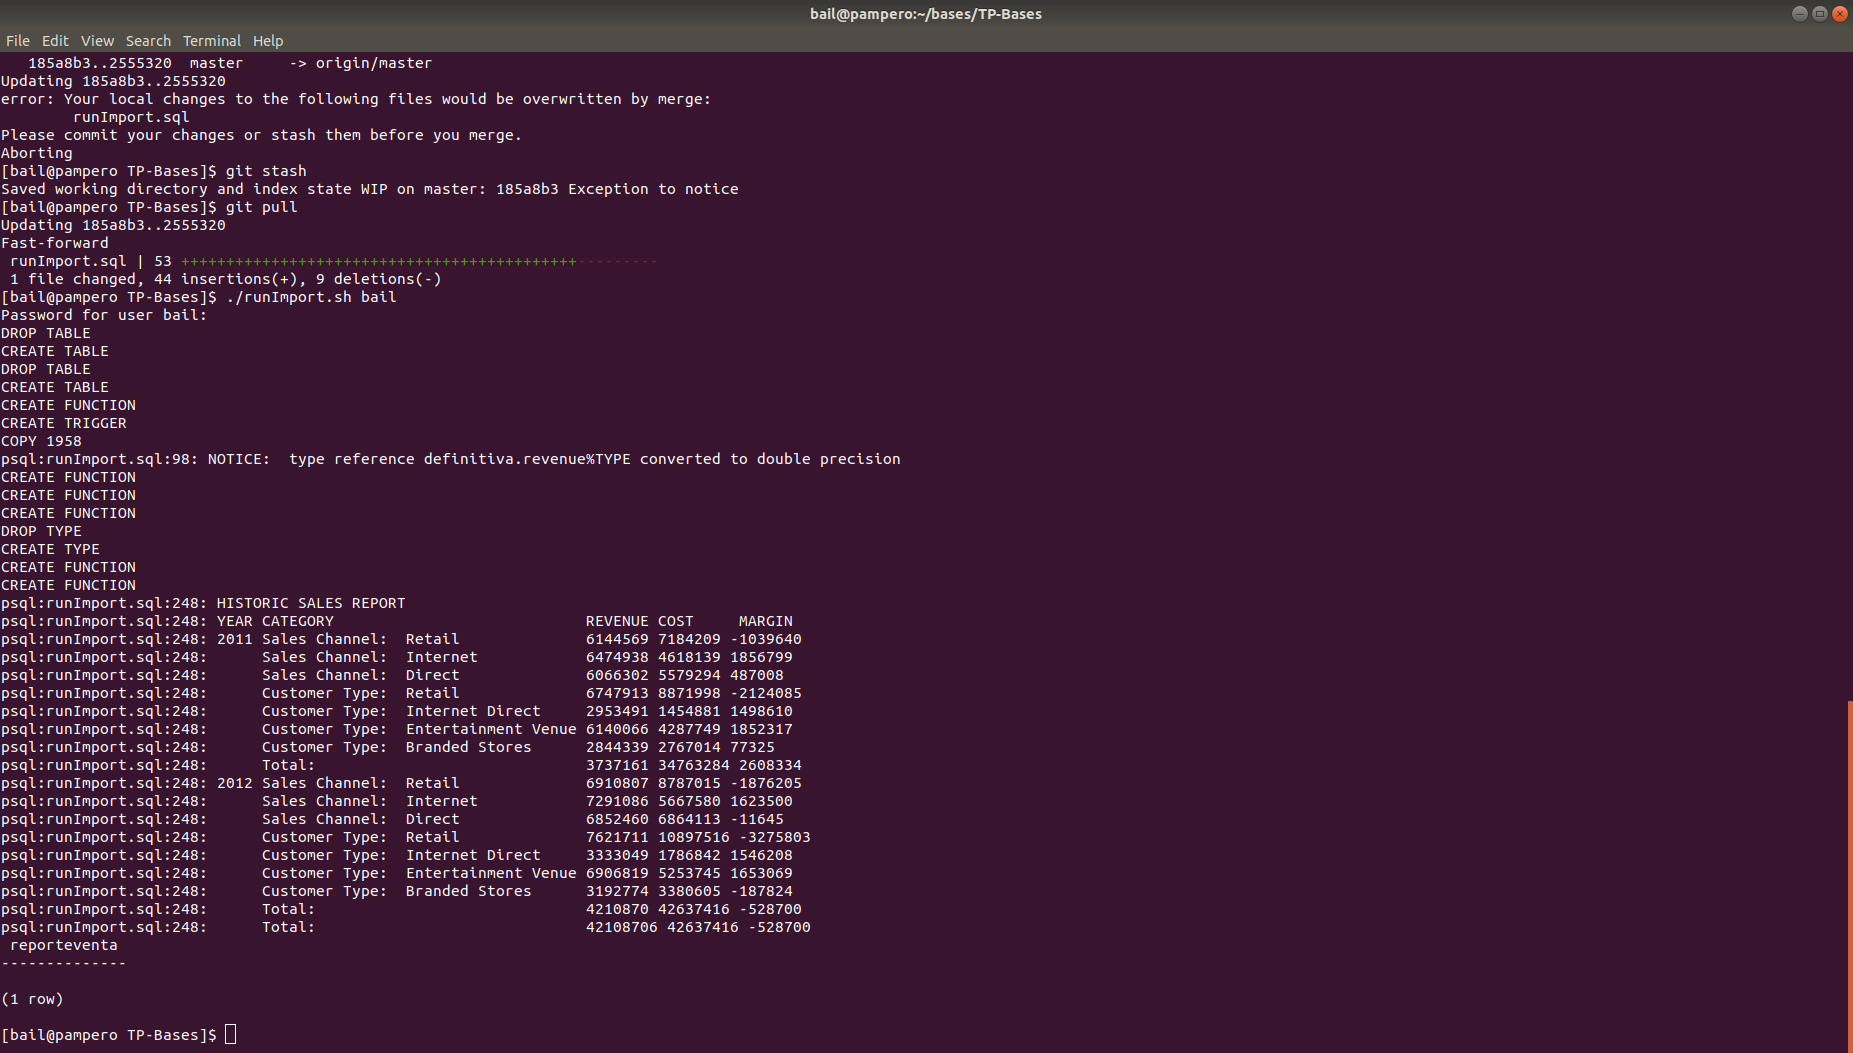 bail@pampero:~/bases/TP-Bases
File Edit View Search Terminal Help
   185a8b3..2555320  master     -> origin/master
Updating 185a8b3..2555320
error: Your local changes to the following files would be overwritten by merge:
        runImport.sql
Please commit your changes or stash them before you merge.
Aborting
[bail@pampero TP-Bases]$ git stash
Saved working directory and index state WIP on master: 185a8b3 Exception to notice
[bail@pampero TP-Bases]$ git pull
Updating 185a8b3..2555320
Fast-forward
 runImport.sql | 53 ++++++++++++++++++++++++++++++++++++++++++++---------
 1 file changed, 44 insertions(+), 9 deletions(-)
[bail@pampero TP-Bases]$ ./runImport.sh bail
Password for user bail:
DROP TABLE
CREATE TABLE
DROP TABLE
CREATE TABLE
CREATE FUNCTION
CREATE TRIGGER
COPY 1958
psql:runImport.sql:98: NOTICE:  type reference definitiva.revenue%TYPE converted to double precision
CREATE FUNCTION
CREATE FUNCTION
CREATE FUNCTION
DROP TYPE
CREATE TYPE
CREATE FUNCTION
CREATE FUNCTION
psql:runImport.sql:248: HISTORIC SALES REPORT
psql:runImport.sql:248: YEAR CATEGORY                            REVENUE COST     MARGIN
psql:runImport.sql:248: 2011 Sales Channel:  Retail              6144569 7184209 -1039640
psql:runImport.sql:248:      Sales Channel:  Internet            6474938 4618139 1856799
psql:runImport.sql:248:      Sales Channel:  Direct              6066302 5579294 487008
psql:runImport.sql:248:      Customer Type:  Retail              6747913 8871998 -2124085
psql:runImport.sql:248:      Customer Type:  Internet Direct     2953491 1454881 1498610
psql:runImport.sql:248:      Customer Type:  Entertainment Venue 6140066 4287749 1852317
psql:runImport.sql:248:      Customer Type:  Branded Stores      2844339 2767014 77325
psql:runImport.sql:248:      Total:                              3737161 34763284 2608334
psql:runImport.sql:248: 2012 Sales Channel:  Retail              6910807 8787015 -1876205
psql:runImport.sql:248:      Sales Channel:  Internet            7291086 5667580 1623500
psql:runImport.sql:248:      Sales Channel:  Direct              6852460 6864113 -11645
psql:runImport.sql:248:      Customer Type:  Retail              7621711 10897516 -3275803
psql:runImport.sql:248:      Customer Type:  Internet Direct     3333049 1786842 1546208
psql:runImport.sql:248:      Customer Type:  Entertainment Venue 6906819 5253745 1653069
psql:runImport.sql:248:      Customer Type:  Branded Stores      3192774 3380605 -187824
psql:runImport.sql:248:      Total:                              4210870 42637416 -528700
psql:runImport.sql:248:      Total:                              42108706 42637416 -528700
 reporteventa
--------------
(1 row)
[bail@pampero TP-Bases]$